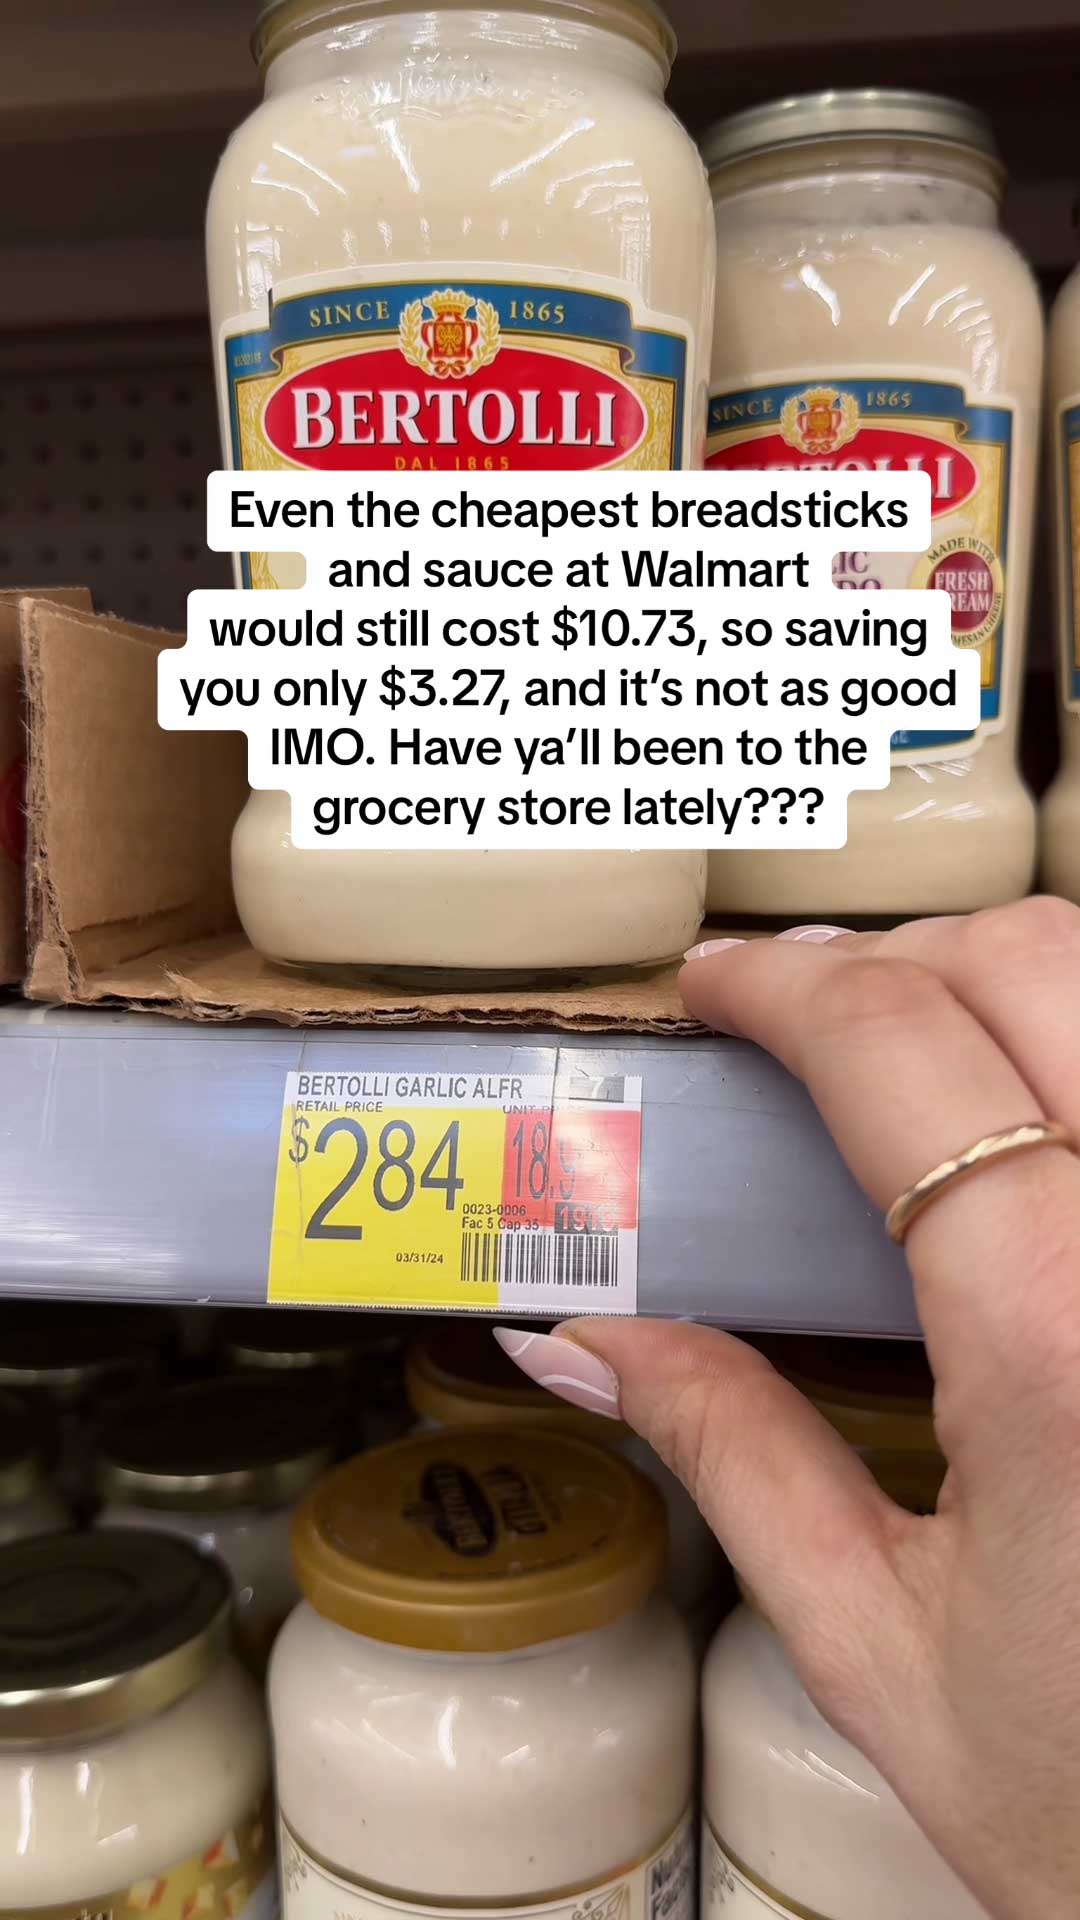 SINCE 1865
BERTOLLI
DAL 1865
SINCE 1865
MADE WITH
FRESH
Even the cheapest breadsticks
and sauce at Walmart
would still cost $10.73, so saving
you only $3.27, and it’s not as good
IMO. Have ya’ll been to the
grocery store lately???
BERTOLLI GARLIC ALFR
RETAIL PRICE
$284
0023-0006
Fac 5 Cap 35
03/31/24